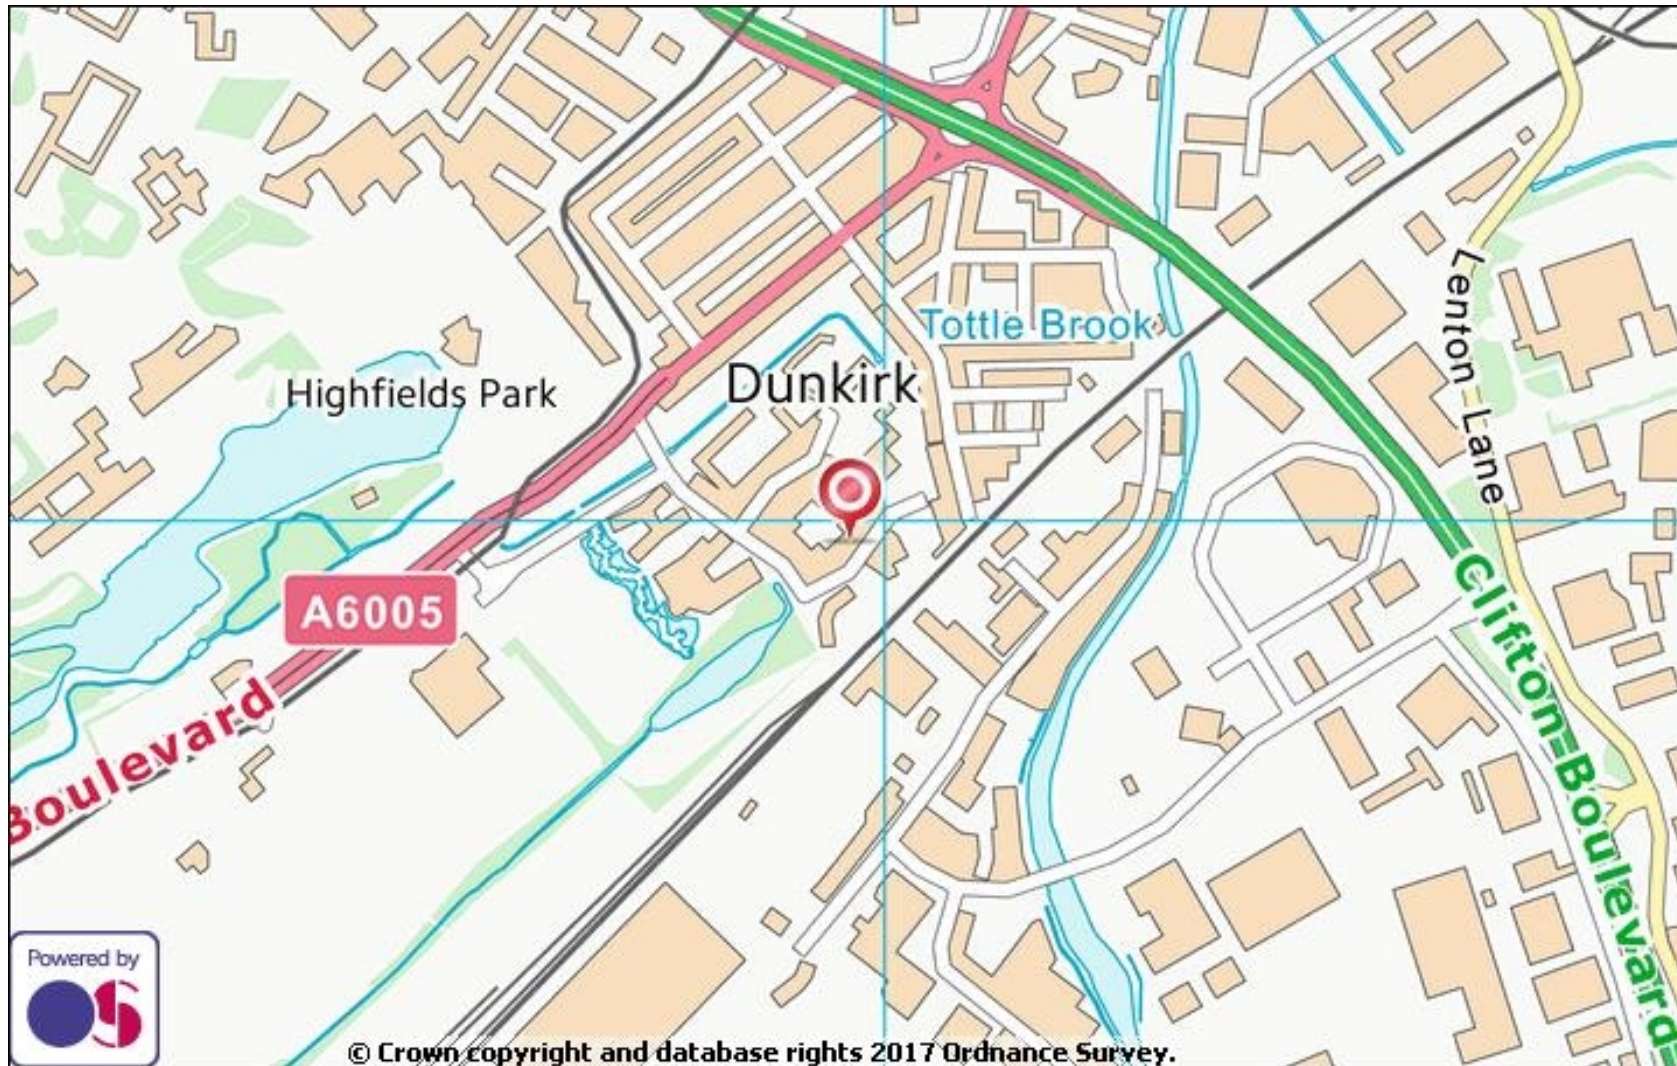 Tottle Brook
Lenton Lane
Dunkirk
Highfields Park
A6005
Boulevard
Clifton Boulevard
Powered by
OS
© Crown copyright and database rights 2017 Ordnance Survey.